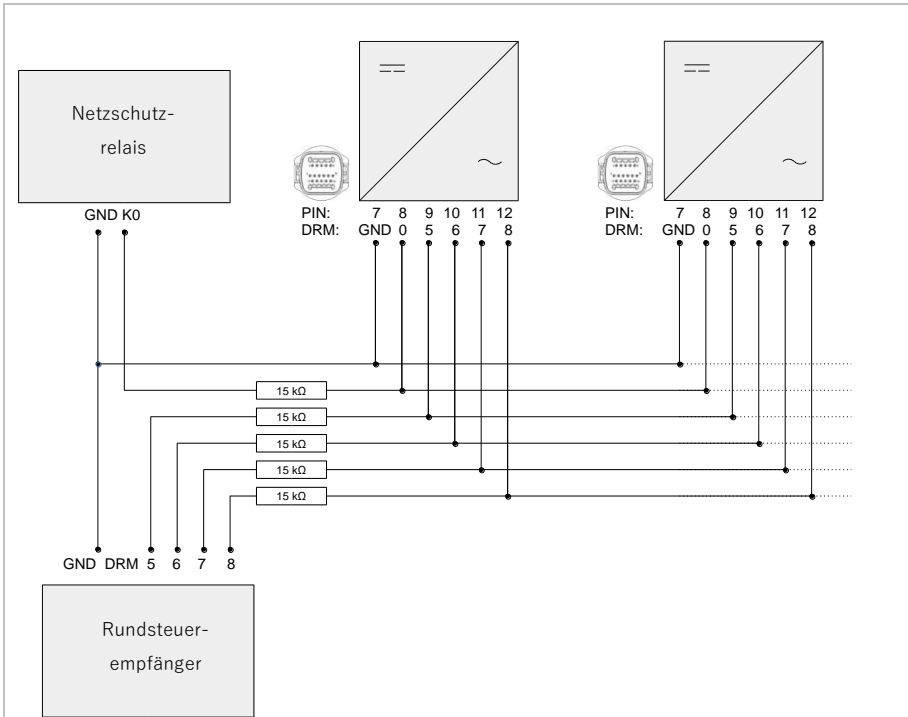 Netzschutz-
relais
GND K0
PIN: 7 8 9 10 11 12
DRM: GND 0 5 6 7 8
PIN: 7 8 9 10 11 12
DRM: GND 0 5 6 7 8
15 kΩ
15 kΩ
15 kΩ
15 kΩ
15 kΩ
GND DRM 5 6 7 8
Rundsteuer-
empfänger